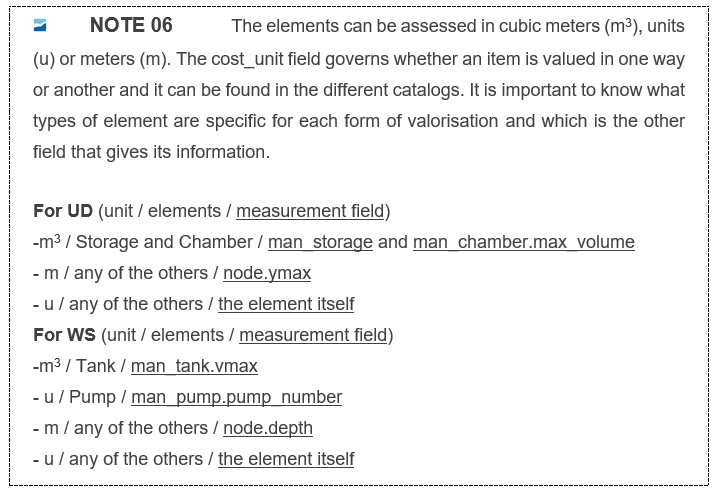 NOTE 06 The elements can be assessed in cubic meters (m³), units
(u) or meters (m). The cost_unit field governs whether an item is valued in one way
or another and it can be found in the different catalogs. It is important to know what
types of element are specific for each form of valorisation and which is the other
field that gives its information.
For UD (unit / elements / measurement field)
-m³ / Storage and Chamber / man_storage and man_chamber.max_volume
- m / any of the others / node.ymax
- u / any of the others / the element itself
For WS (unit / elements / measurement field)
-m³ / Tank / man_tank.vmax
- u / Pump / man_pump.pump_number
- m / any of the others / node.depth
- u / any of the others / the element itself